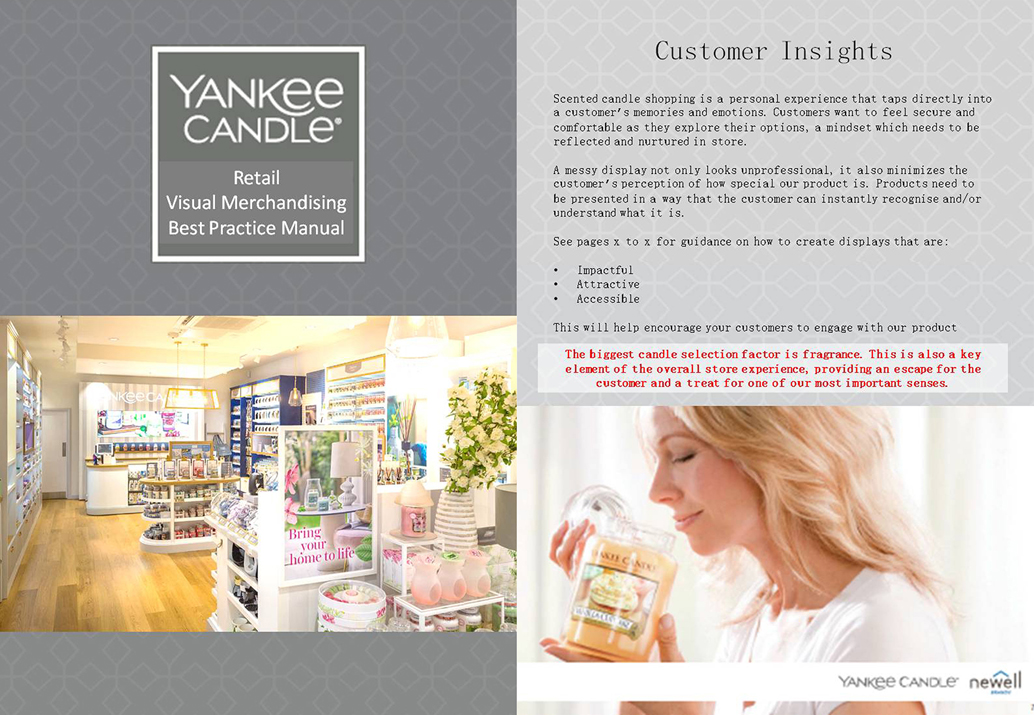 YANKEE
CANDLE®
Retail
Visual Merchandising
Best Practice Manual
YANKEE CA
Bring
your
home to life
Customer Insights
Scented candle shopping is a personal experience that taps directly into
a customer's memories and emotions. Customers want to feel secure and
comfortable as they explore their options, a mindset which needs to be
reflected and nurtured in store.
A messy display not only looks unprofessional, it also minimizes the
customer's perception of how special our product is. Products need to
be presented in a way that the customer can instantly recognise and/or
understand what it is.
See pages x to x for guidance on how to create displays that are:
• Impactful
• Attractive
• Accessible
This will help encourage your customers to engage with our product
The biggest candle selection factor is fragrance. This is also a key
element of the overall store experience, providing an escape for the
customer and a treat for one of our most important senses.
YANKEE CANDLE
YANKEE CANDLE® newell